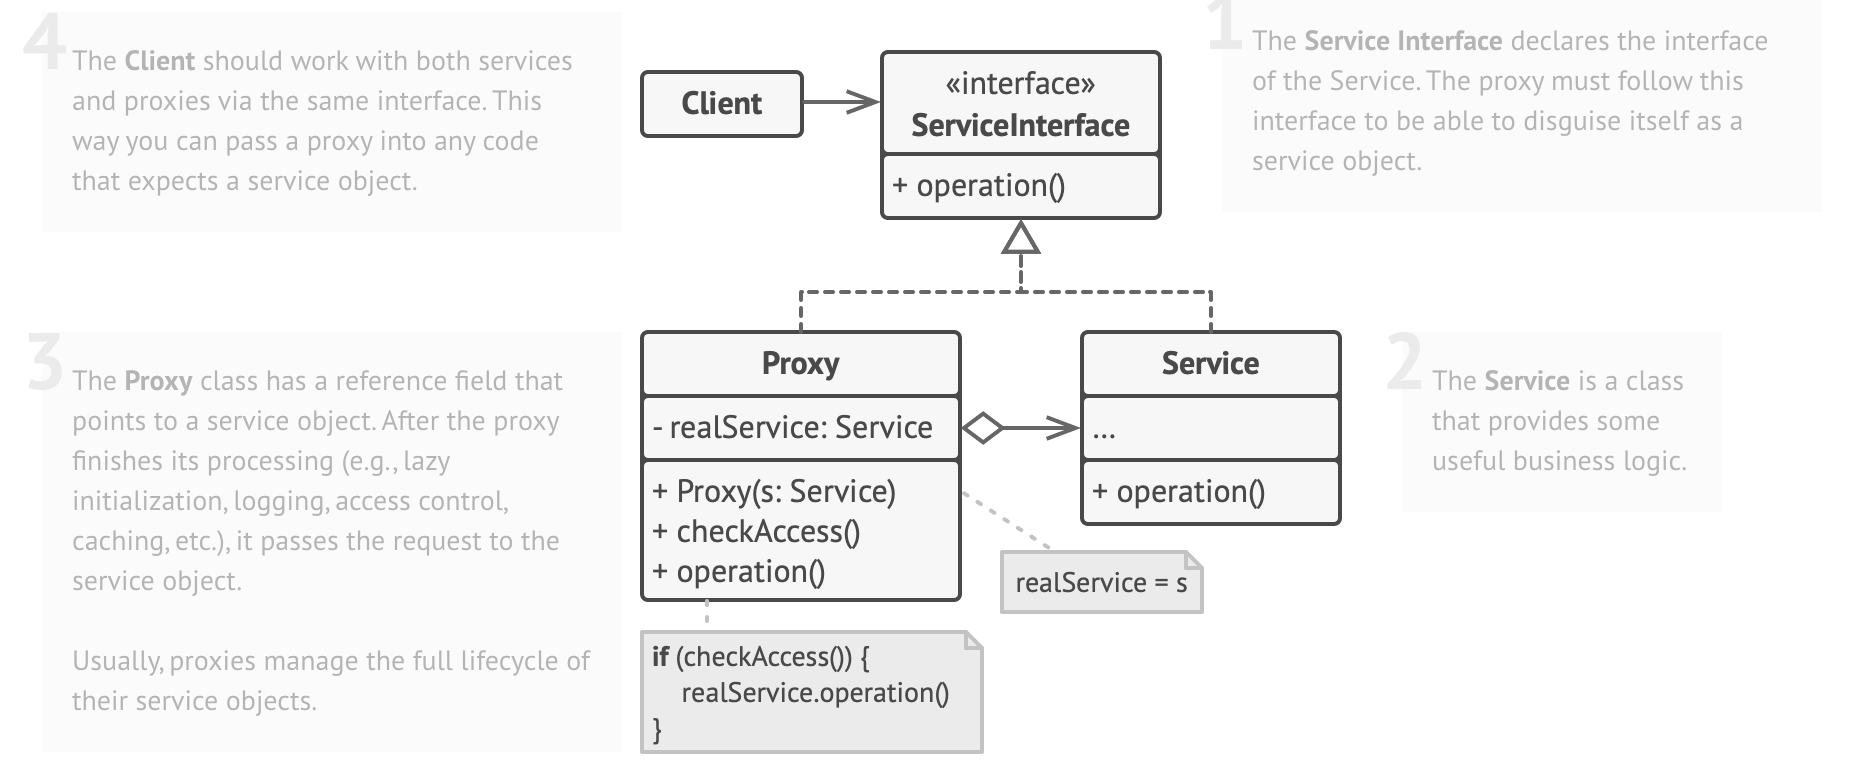 4
The Client should work with both services
and proxies via the same interface. This
way you can pass a proxy into any code
that expects a service object.
Client
«interface»
ServiceInterface
+ operation()
1
The Service Interface declares the interface
of the Service. The proxy must follow this
interface to be able to disguise itself as a
service object.
3
The Proxy class has a reference field that
points to a service object. After the proxy
finishes its processing (e.g., lazy
initialization, logging, access control,
caching, etc.), it passes the request to the
service object.
Usually, proxies manage the full lifecycle of
their service objects.
Proxy
- realService: Service
+ Proxy(s: Service)
+ checkAccess()
+ operation()
Service
...
+ operation()
2
The Service is a class
that provides some
useful business logic.
realService = s
if (checkAccess()) {
realService.operation()
}